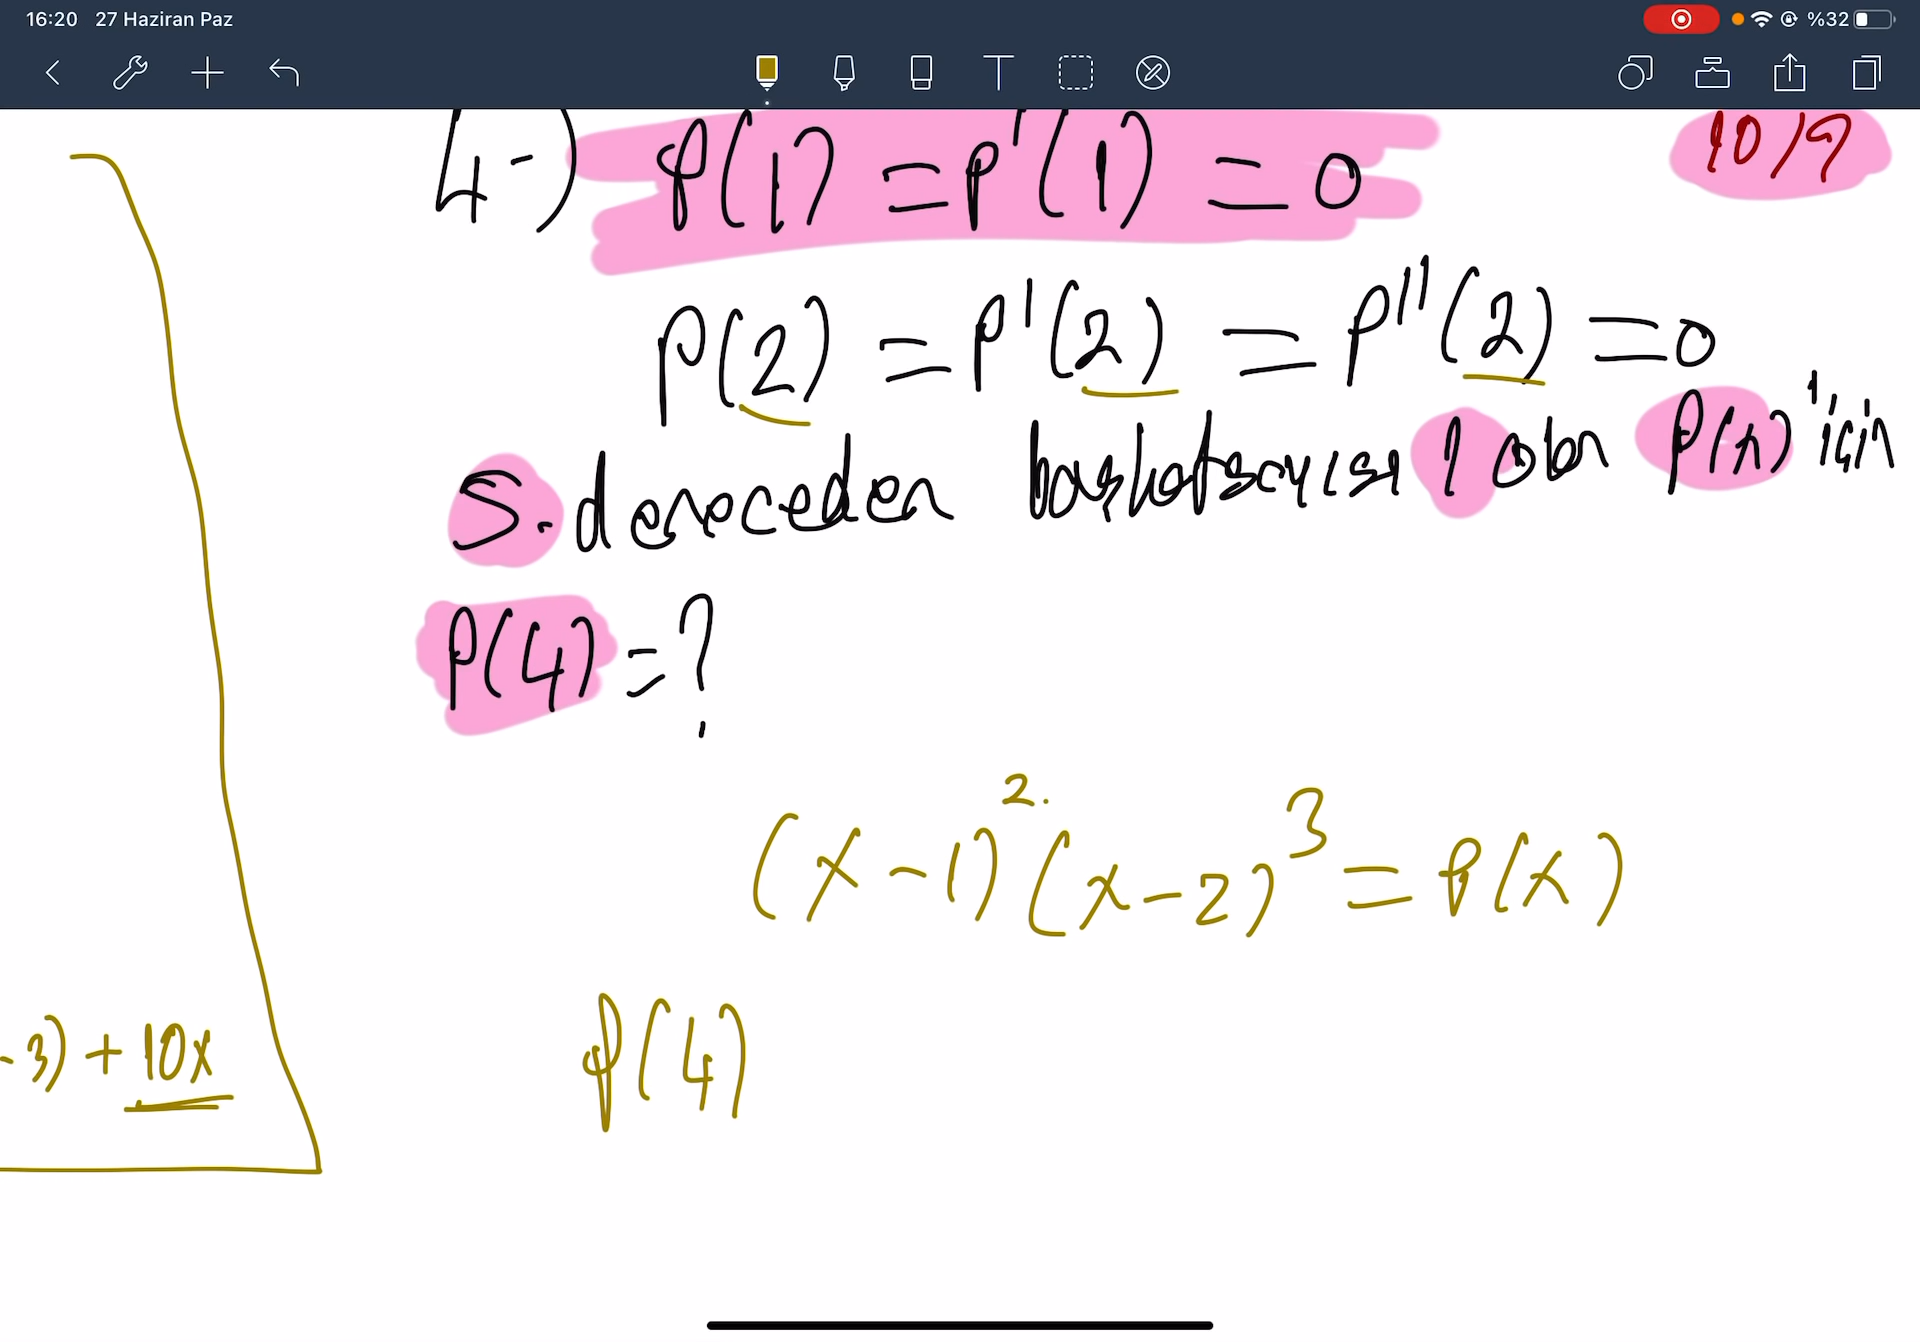 16:20 27 Haziran Paz %32
4-) P(1) = P'(1) = 0 10/9
P(2) = P'(2) = P''(2) = 0
5. dereceden başkatsayısı 1 olan P(x) için
P(4) = ?
(x-1)^2. (x-2)^3 = P(x)
-3) + 10x
P(4)